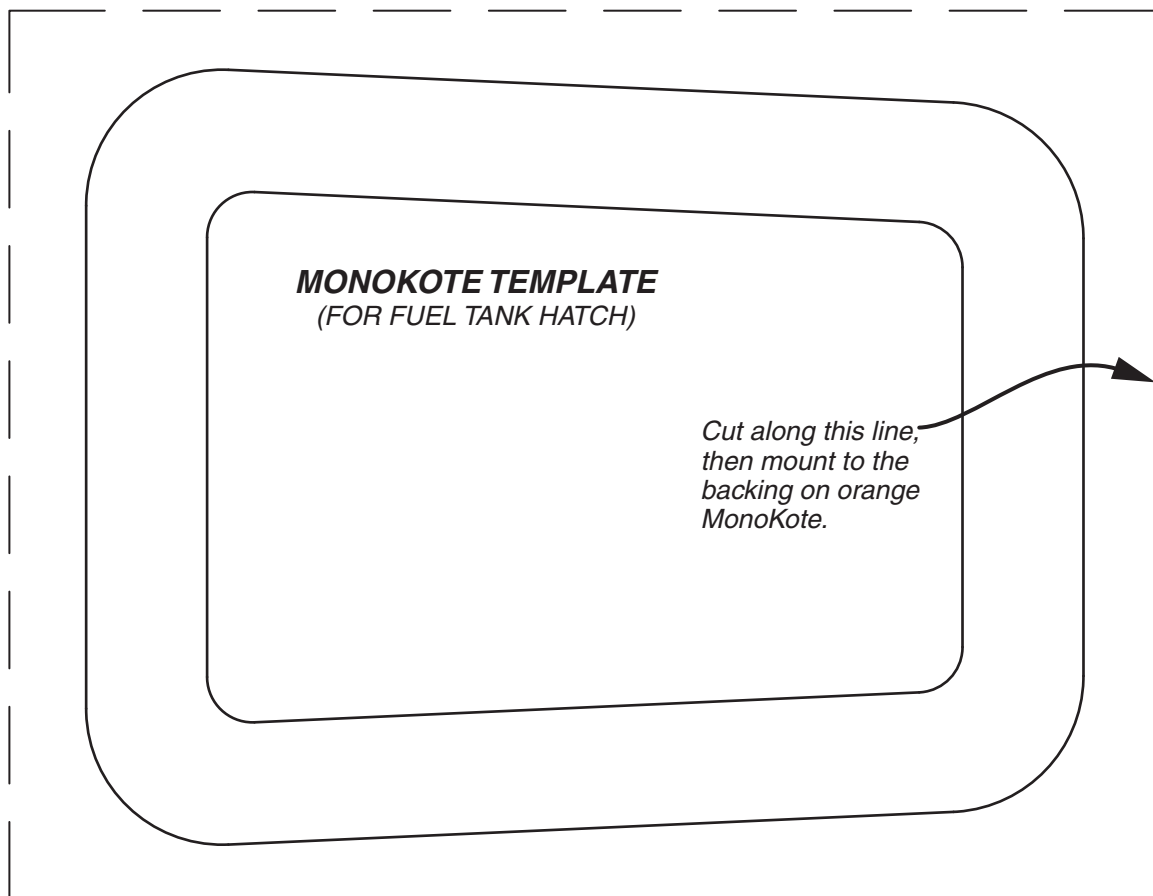 MONOKOTE TEMPLATE
(FOR FUEL TANK HATCH)
Cut along this line,
then mount to the
backing on orange
MonoKote.